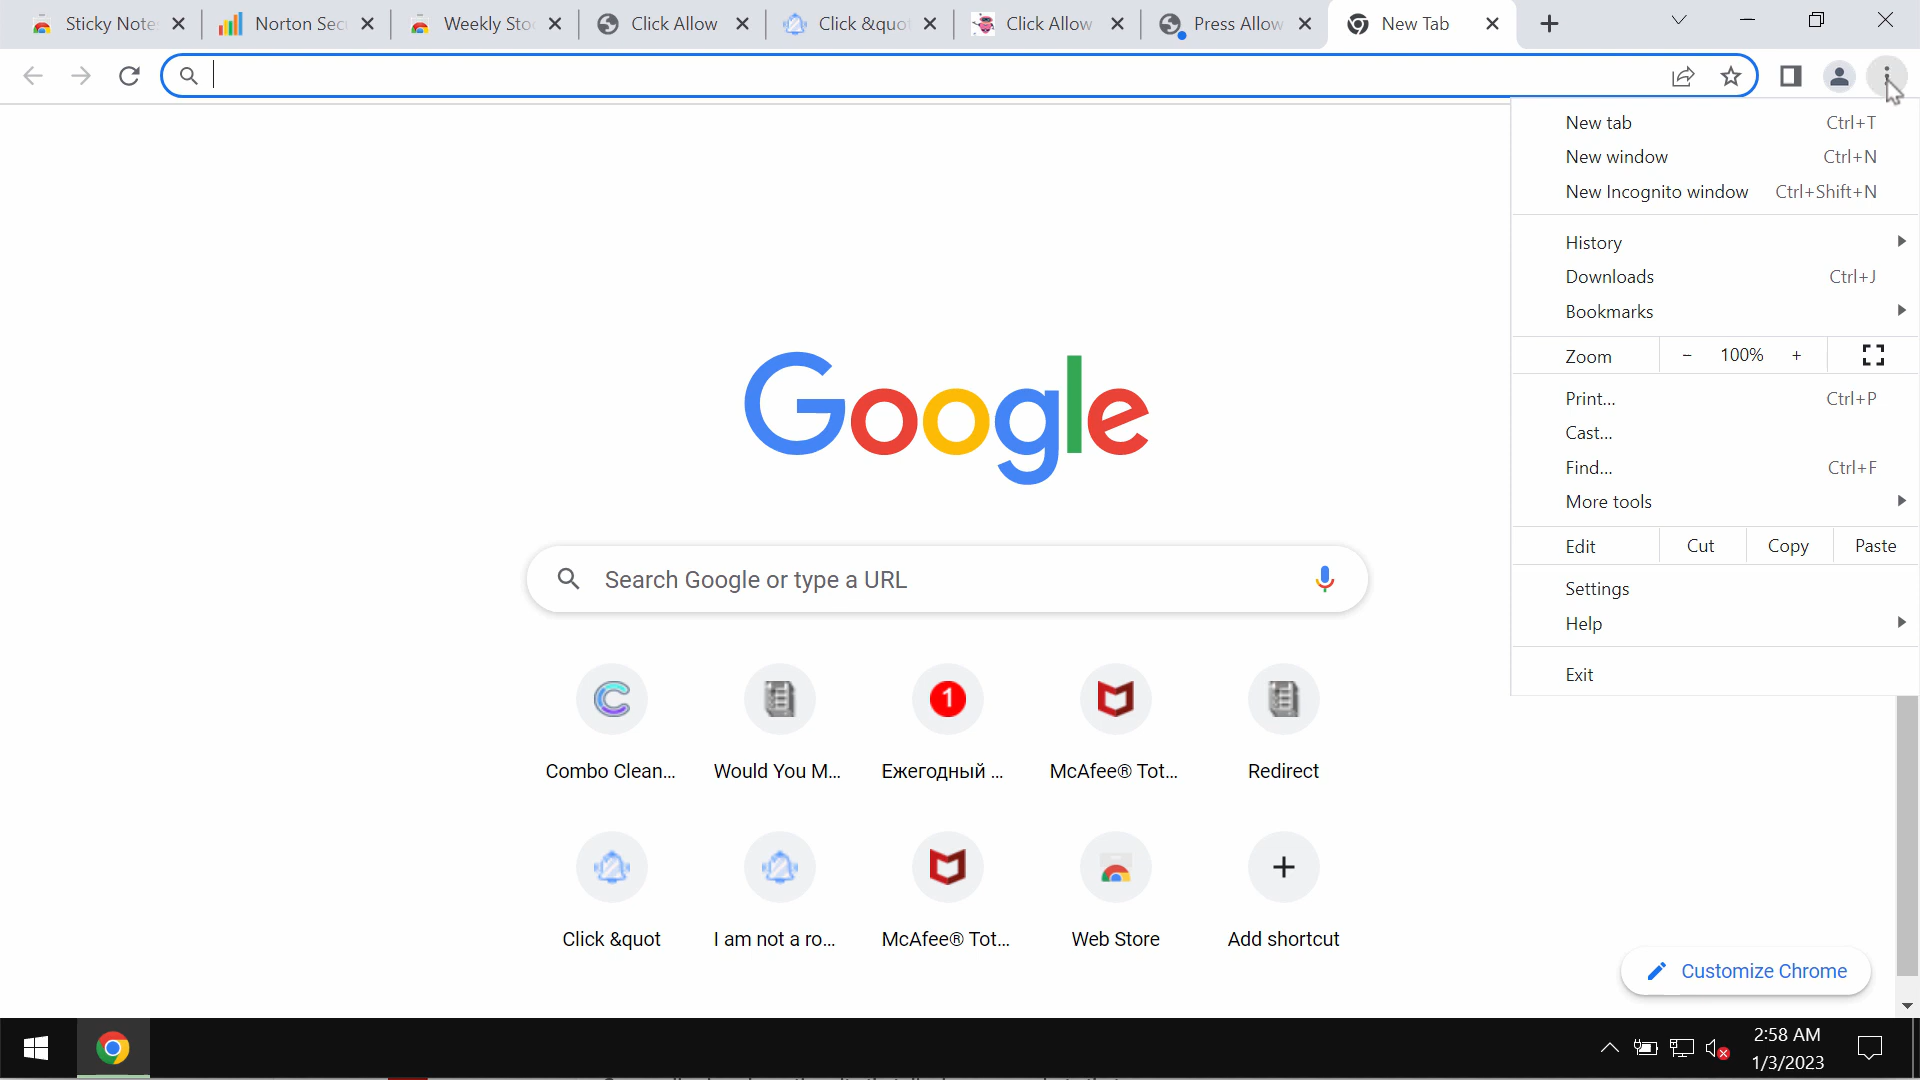 Sticky Note
Norton Sec
Weekly Sto
Click Allow
Click &quot
Click Allow
Press Allow
New Tab
New tab Ctrl+T
New window Ctrl+N
New Incognito window Ctrl+Shift+N
History
Downloads Ctrl+J
Bookmarks
Zoom - 100% +
Print... Ctrl+P
Cast...
Find... Ctrl+F
More tools
Edit Cut Copy Paste
Settings
Help
Exit
Google
Search Google or type a URL
Combo Clean...
Would You M...
1
Ежегодный ...
McAfee® Tot...
Redirect
Click &quot
I am not a ro...
McAfee® Tot...
Web Store
Add shortcut
Customize Chrome
2:58 AM
1/3/2023